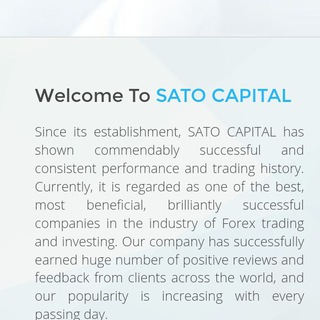 Welcome To SATO CAPITAL
Since its establishment, SATO CAPITAL has
shown commendably successful and
consistent performance and trading history.
Currently, it is regarded as one of the best,
most beneficial, brilliantly successful
companies in the industry of Forex trading
and investing. Our company has successfully
earned huge number of positive reviews and
feedback from clients across the world, and
our popularity is increasing with every
passing day.